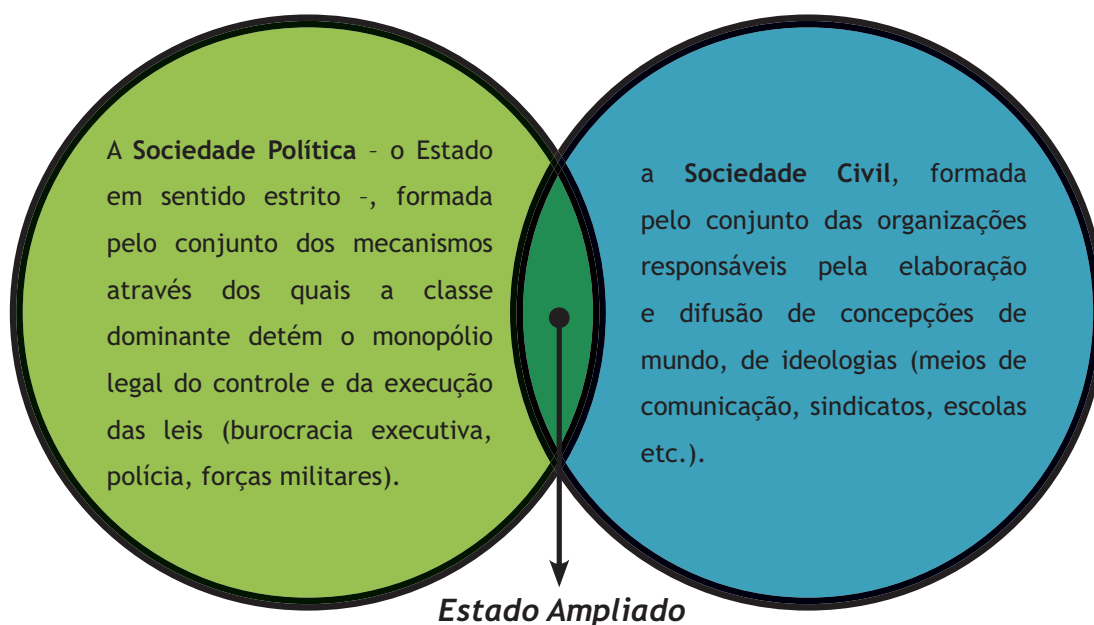 A Sociedade Política – o Estado
em sentido estrito –, formada
pelo conjunto dos mecanismos
através dos quais a classe
dominante detém o monopólio
legal do controle e da execução
das leis (burocracia executiva,
polícia, forças militares).
a Sociedade Civil, formada
pelo conjunto das organizações
responsáveis pela elaboração
e difusão de concepções de
mundo, de ideologias (meios de
comunicação, sindicatos, escolas
etc.).
Estado Ampliado